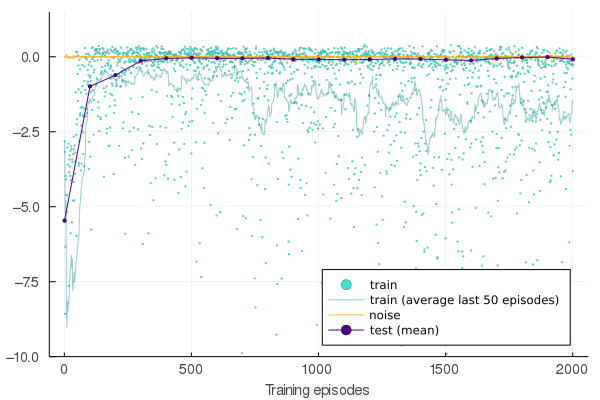 0.0
−2.5
−5.0
−7.5
−10.0
train
train (average last 50 episodes)
noise
test (mean)
0 500 1000 1500 2000
Training episodes